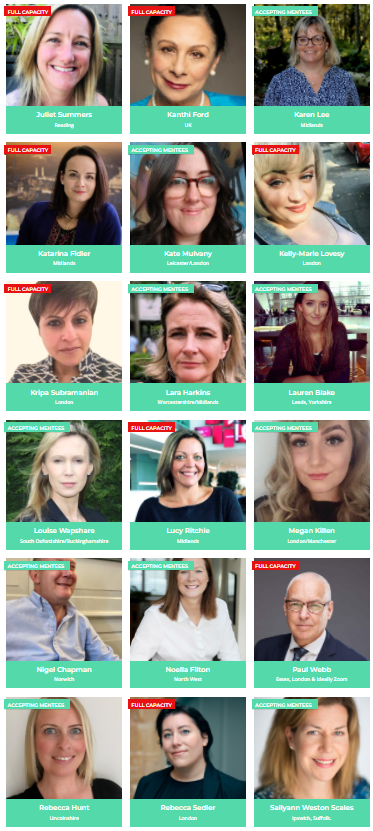 FULL CAPACITY
Juliet Summers
Reading
FULL CAPACITY
Kanthi Ford
UK
ACCEPTING MENTEES
Karen Lee
Midlands
FULL CAPACITY
Katarina Fidler
Midlands
ACCEPTING MENTEES
Kate Mulvany
Leicester/London
FULL CAPACITY
Kelly-Marie Lovesy
London
FULL CAPACITY
Kripa Subramanian
London
ACCEPTING MENTEES
Lara Harkins
Worcestershire/Midlands
ACCEPTING MENTEES
Lauren Blake
Leeds, Yorkshire
ACCEPTING MENTEES
Louise Wapshare
South Oxfordshire/Buckinghamshire
FULL CAPACITY
Lucy Ritchie
Midlands
ACCEPTING MENTEES
Megan Killen
London/Manchester
ACCEPTING MENTEES
Nigel Chapman
Norwich
ACCEPTING MENTEES
Noella Filton
North West
FULL CAPACITY
Paul Webb
Essex, London & Ideally Zoom
ACCEPTING MENTEES
Rebecca Hunt
Lincolnshire
FULL CAPACITY
Rebecca Sedler
London
ACCEPTING MENTEES
Sallyann Weston Scales
Ipswich, Suffolk.